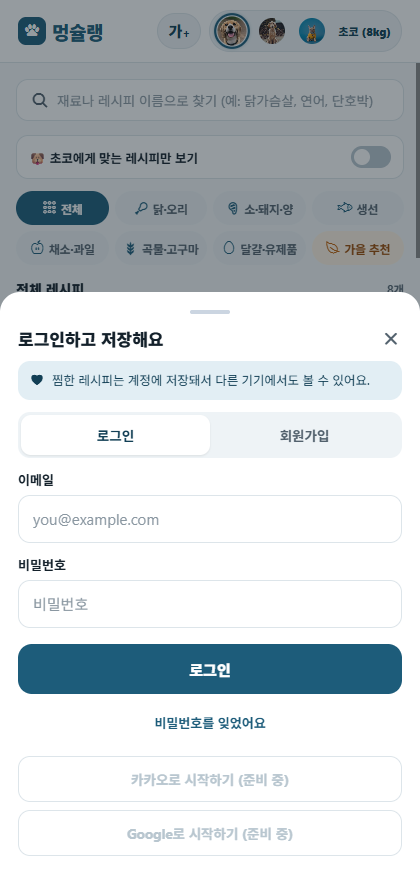 멍슐랭
가+
초코 (8kg)
재료나 레시피 이름으로 찾기 (예: 닭가슴살, 연어, 단호박)
초코에게 맞는 레시피만 보기
전체
닭·오리
소·돼지·양
생선
채소·과일
곡물·고구마
달걀·유제품
가을 추천
전체 레시피
8개
로그인하고 저장해요
찜한 레시피는 계정에 저장돼서 다른 기기에서도 볼 수 있어요.
로그인
회원가입
이메일
you@example.com
비밀번호
비밀번호
로그인
비밀번호를 잊었어요
카카오로 시작하기 (준비 중)
Google로 시작하기 (준비 중)